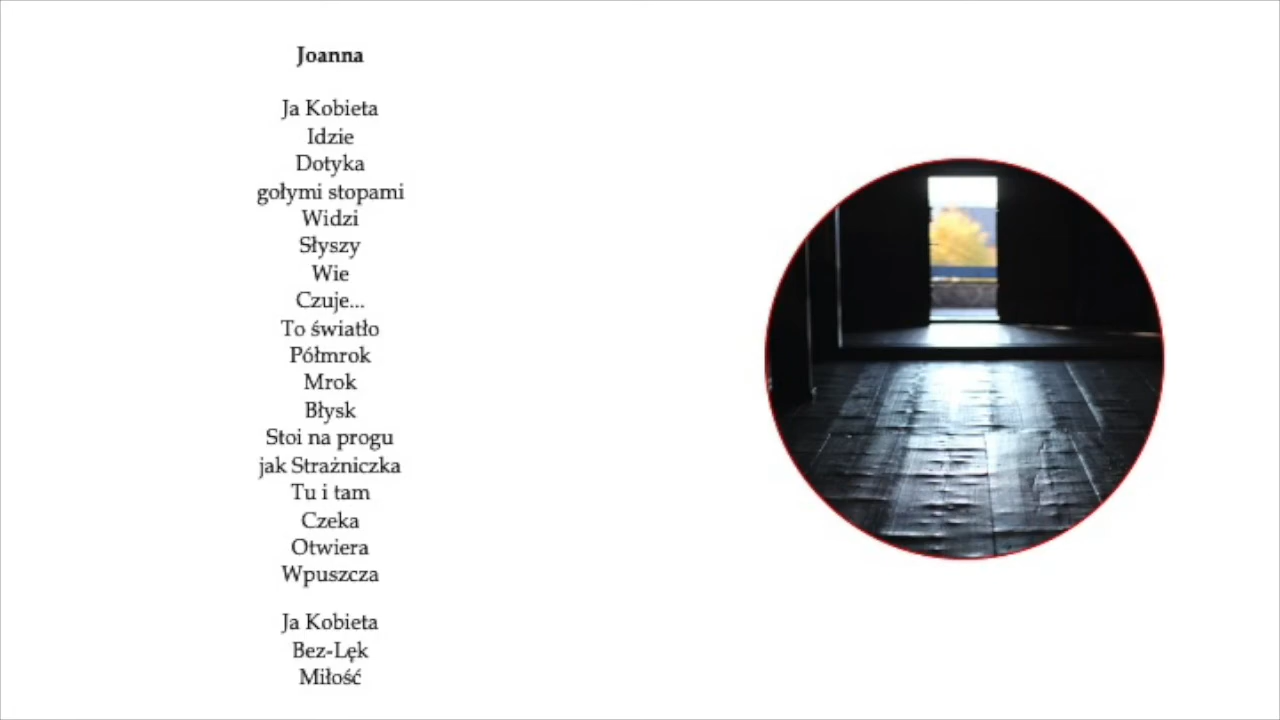 Joanna
Ja Kobieta
Idzie
Dotyka
gołymi stopami
Widzi
Słyszy
Wie
Czuje...
To światło
Półmrok
Mrok
Błysk
Stoi na progu
jak Strażniczka
Tu i tam
Czeka
Otwiera
Wpuszcza
Ja Kobieta
Bez-Lęk
Miłość